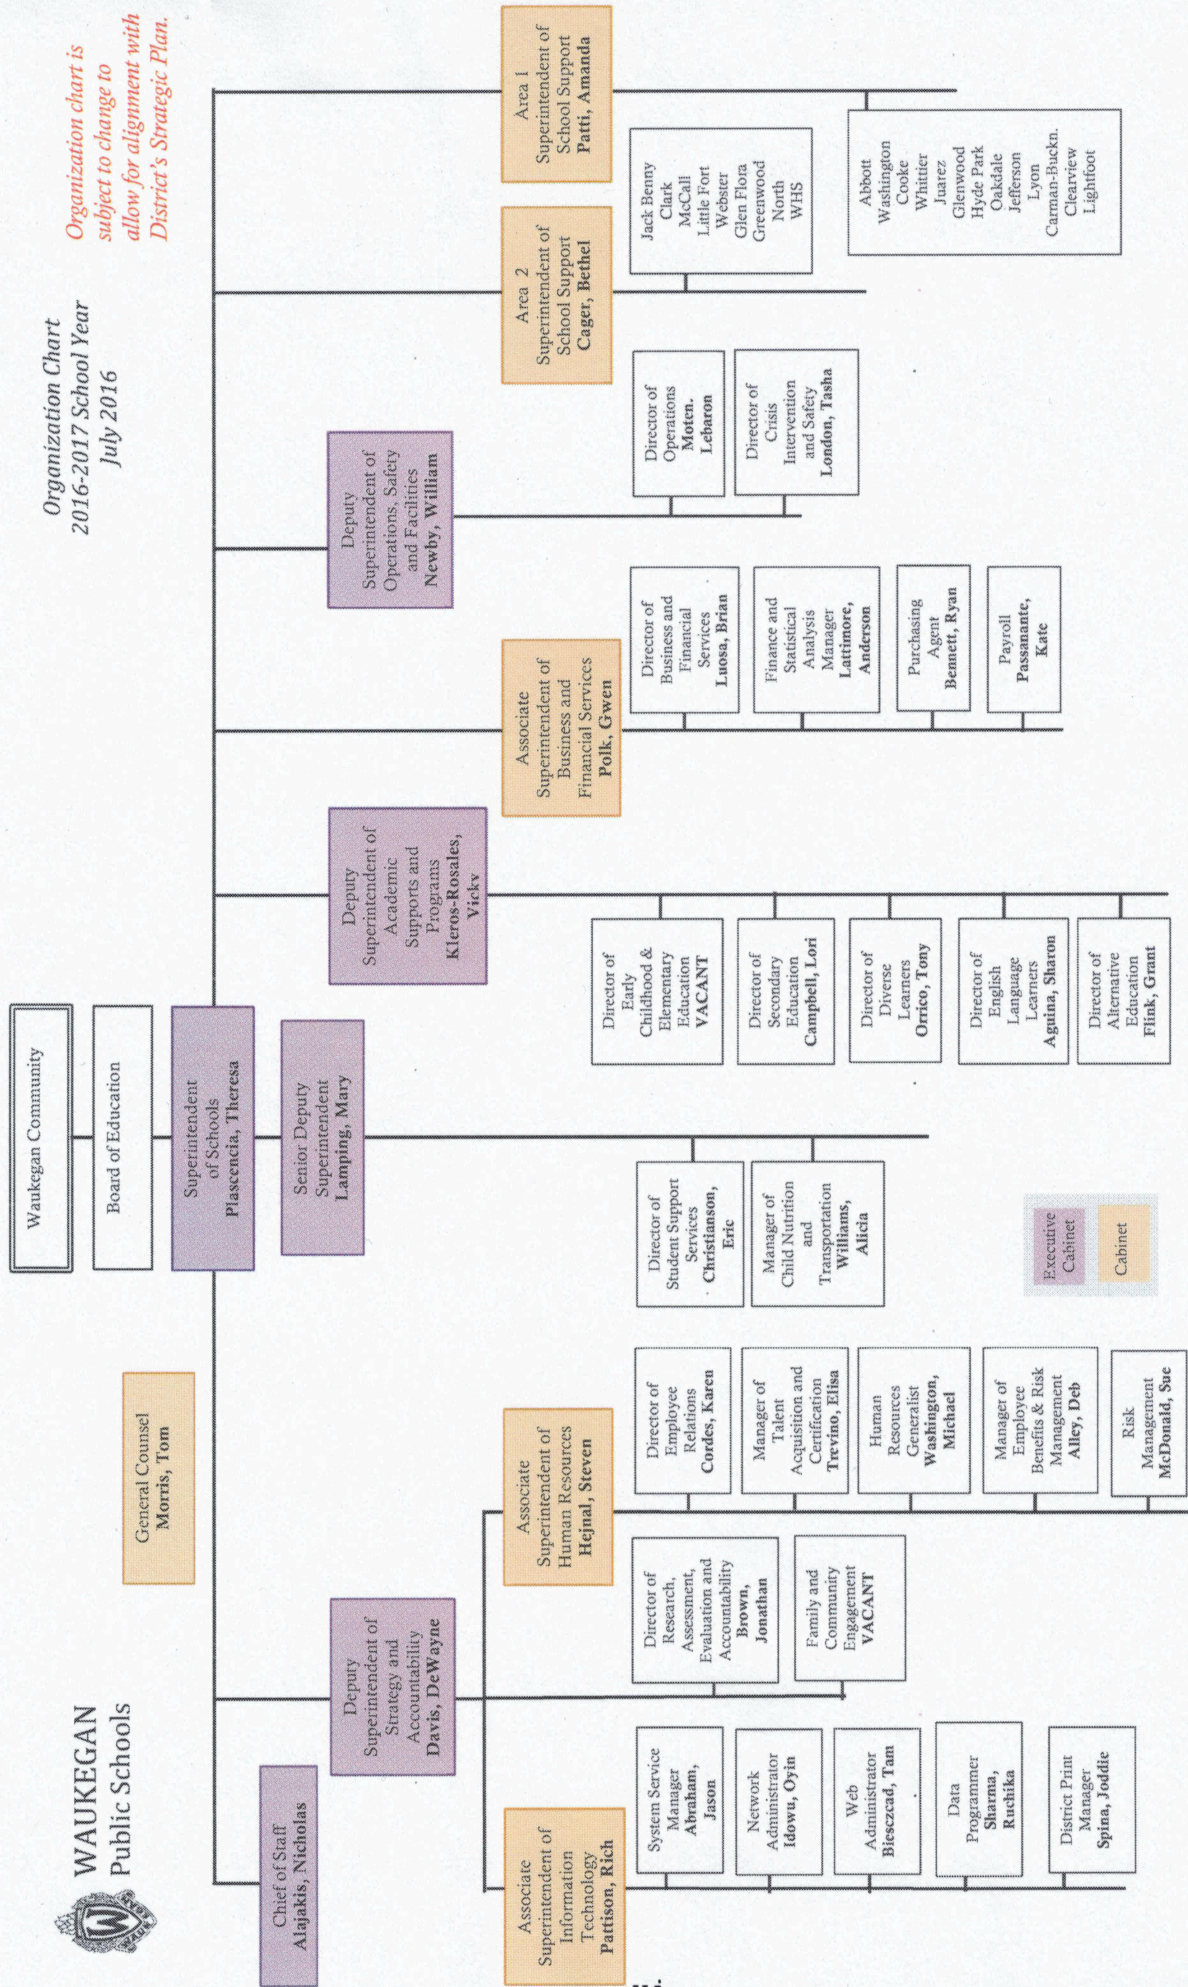 WAUKEGAN
Public Schools
Organization Chart
2016-2017 School Year
July 2016
Organization chart is
subject to change to
allow for alignment with
District's Strategic Plan.
Waukegan Community
Board of Education
Superintendent
of Schools
Plascencia, Theresa
General Counsel
Morris, Tom
Senior Deputy
Superintendent
Lamping, Mary
Chief of Staff
Alajakis, Nicholas
Deputy
Superintendent of
Strategy and
Accountability
Davis, DeWayne
Deputy
Superintendent of
Academic
Supports and
Programs
Kleros-Rosales,
Vicky
Deputy
Superintendent of
Operations, Safety
and Facilities
Newby, William
Associate
Superintendent of
Information
Technology
Pattison, Rich
Associate
Superintendent of
Human Resources
Hejnal, Steven
Associate
Superintendent of
Business and
Financial Services
Polk, Gwen
Area 2
Superintendent of
School Support
Cager, Bethel
Area 1
Superintendent of
School Support
Patti, Amanda
System Service
Manager
Abraham,
Jason
Network
Administrator
Idowu, Oyin
Web
Administrator
Biesczcad, Tam
Data
Programmer
Sharma,
Ruchika
District Print
Manager
Spina, Joddie
Director of
Research,
Assessment,
Evaluation and
Accountability
Brown,
Jonathan
Family and
Community
Engagement
VACANT
Director of
Employee
Relations
Cordes, Karen
Manager of
Talent
Acquisition and
Certification
Trevino, Elisa
Human
Resources
Generalist
Washington,
Michael
Manager of
Employee
Benefits & Risk
Management
Alley, Deb
Risk
Management
McDonald, Sue
Director of
Student Support
Services
Christianson,
Eric
Manager of
Child Nutrition
and
Transportation
Williams,
Alicia
Director of
Early
Childhood &
Elementary
Education
VACANT
Director of
Secondary
Education
Campbell, Lori
Director of
Diverse
Learners
Orrico, Tony
Director of
English
Language
Learners
Aguina, Sharon
Director of
Alternative
Education
Flink, Grant
Director of
Business and
Financial
Services
Luosa, Brian
Finance and
Statistical
Analysis
Manager
Lattimore,
Anderson
Purchasing
Agent
Bennett, Ryan
Payroll
Passanante,
Kate
Director of
Operations
Moten.
Lebaron
Director of
Crisis
Intervention
and Safety
London, Tasha
Jack Benny
Clark
McCall
Little Fort
Webster
Glen Flora
Greenwood
North
WHS
Abbott
Washington
Cooke
Whittier
Juarez
Glenwood
Hyde Park
Oakdale
Jefferson
Lyon
Carman-Buckn.
Clearview
Lightfoot
Executive
Cabinet
Cabinet